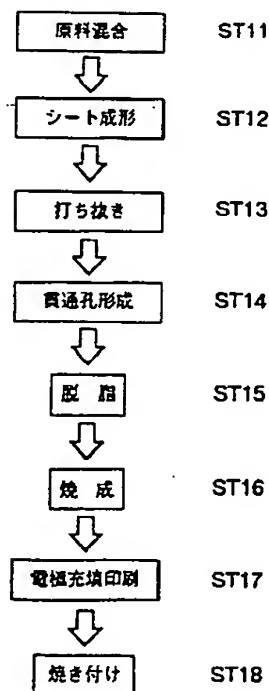 原料混合 ST11
シート成形 ST12
打ち抜き ST13
貫通孔形成 ST14
脱 脂 ST15
焼 成 ST16
電極充填印刷 ST17
焼き付け ST18